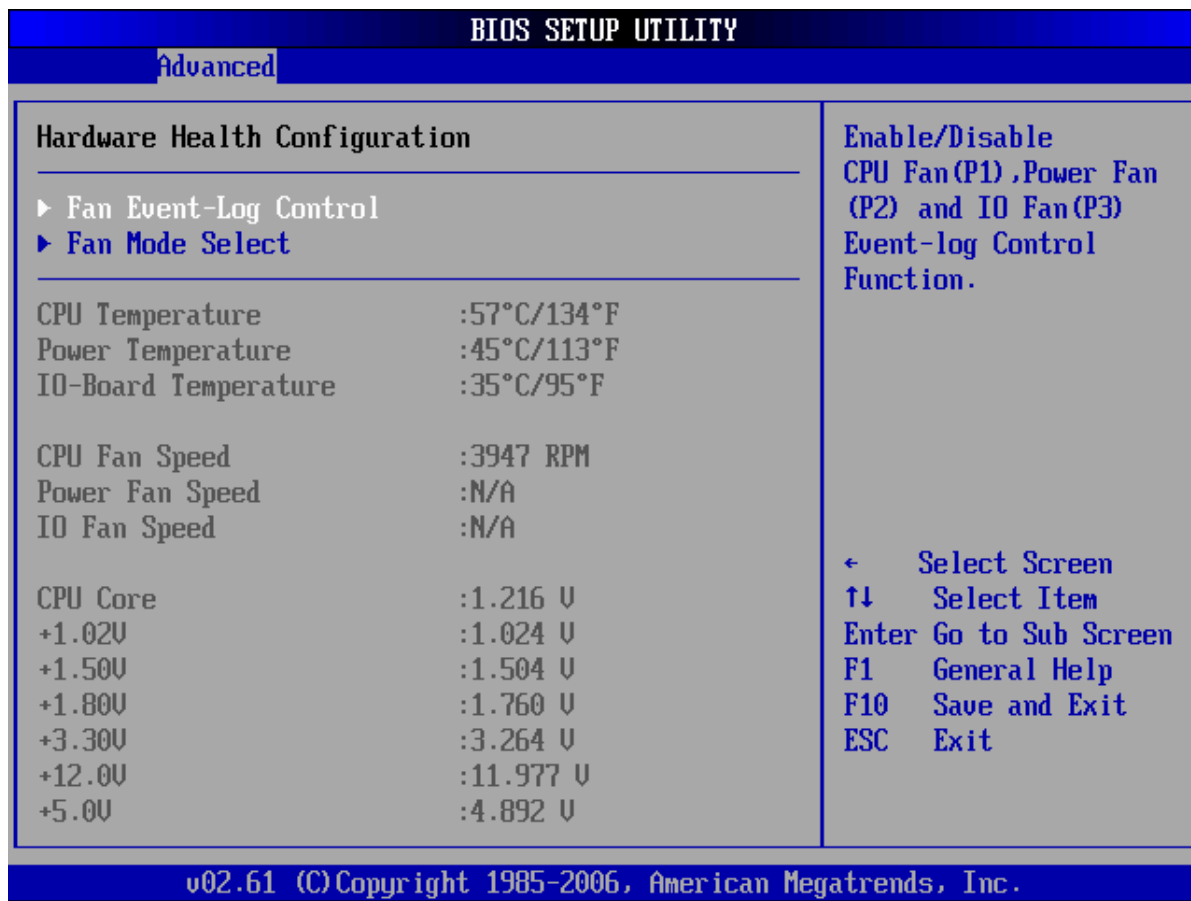 BIOS SETUP UTILITY
Advanced
Hardware Health Configuration
▶ Fan Event-Log Control
▶ Fan Mode Select
CPU Temperature :57°C/134°F
Power Temperature :45°C/113°F
IO-Board Temperature :35°C/95°F
CPU Fan Speed :3947 RPM
Power Fan Speed :N/A
IO Fan Speed :N/A
CPU Core :1.216 V
+1.02V :1.024 V
+1.50V :1.504 V
+1.80V :1.760 V
+3.30V :3.264 V
+12.0V :11.977 V
+5.0V :4.892 V
Enable/Disable
CPU Fan(P1),Power Fan
(P2) and IO Fan(P3)
Event-log Control
Function.
← Select Screen
↑↓ Select Item
Enter Go to Sub Screen
F1 General Help
F10 Save and Exit
ESC Exit
v02.61 (C)Copyright 1985-2006, American Megatrends, Inc.